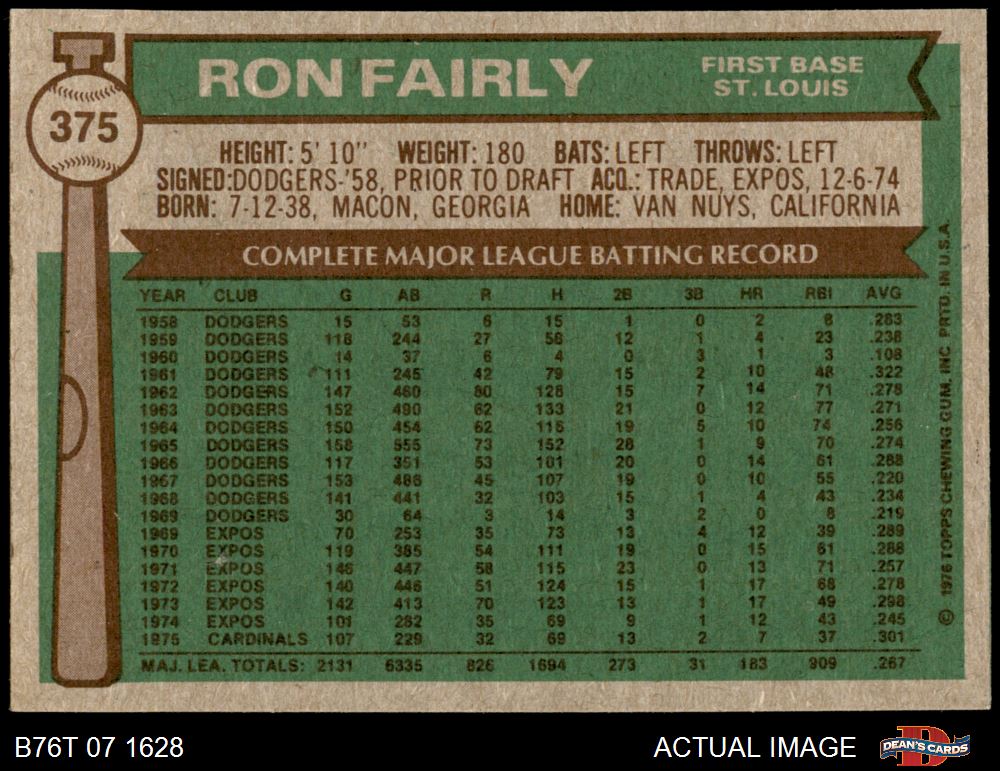 RON FAIRLY
FIRST BASE
ST. LOUIS
375
HEIGHT: 5' 10" WEIGHT: 180 BATS: LEFT THROWS: LEFT
SIGNED: DODGERS-'58, PRIOR TO DRAFT ACQ.: TRADE, EXPOS, 12-6-74
BORN: 7-12-38, MACON, GEORGIA HOME: VAN NUYS, CALIFORNIA
COMPLETE MAJOR LEAGUE BATTING RECORD
YEAR CLUB G AB R H 2B 3B HR RBI AVG
1958 DODGERS 15 53 6 15 1 0 2 8 .283
1959 DODGERS 118 244 27 58 12 1 4 23 .238
1960 DODGERS 14 37 6 4 0 3 1 3 .108
1961 DODGERS 111 245 42 79 15 2 10 48 .322
1962 DODGERS 147 460 80 128 15 7 14 71 .278
1963 DODGERS 152 490 62 133 21 0 12 77 .271
1964 DODGERS 150 454 62 116 19 5 10 74 .256
1965 DODGERS 158 555 73 152 28 1 9 70 .274
1966 DODGERS 117 351 53 101 20 0 14 61 .288
1967 DODGERS 153 486 45 107 19 0 10 55 .220
1968 DODGERS 141 441 32 103 15 1 4 43 .234
1969 DODGERS 30 64 3 14 3 2 0 8 .219
1969 EXPOS 70 253 35 73 13 4 12 39 .289
1970 EXPOS 119 385 54 111 19 0 15 61 .288
1971 EXPOS 146 447 58 115 23 0 13 71 .257
1972 EXPOS 140 446 51 124 15 1 17 68 .278
1973 EXPOS 142 413 70 123 13 1 17 49 .298
1974 EXPOS 101 282 35 69 9 1 12 43 .245
1975 CARDINALS 107 229 32 69 13 2 7 37 .301
MAJ. LEA. TOTALS: 2131 6335 826 1694 273 31 183 909 .267
© 1976 TOPPS CHEWING GUM, INC. PRTD. IN U.S.A.
B76T 07 1628
ACTUAL IMAGE
DEAN'S CARDS